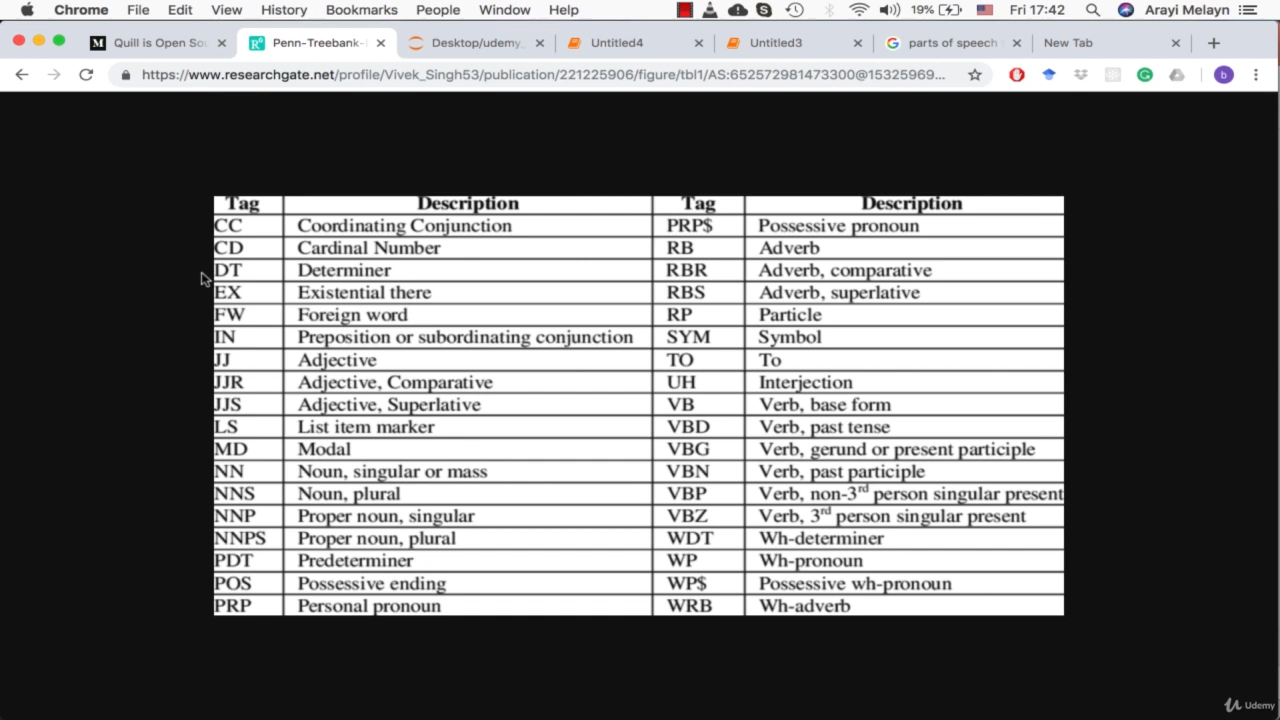 Chrome File Edit View History Bookmarks People Window Help 19% Fri 17:42 Arayi Melayn
Quill is Open Sou Penn-Treebank- Desktop/udemy_ Untitled4 Untitled3 parts of speech New Tab
https://www.researchgate.net/profile/Vivek_Singh53/publication/221225906/figure/tbl1/AS:652572981473300@15325969... b
Tag Description Tag Description
CC Coordinating Conjunction PRP$ Possessive pronoun
CD Cardinal Number RB Adverb
DT Determiner RBR Adverb, comparative
EX Existential there RBS Adverb, superlative
FW Foreign word RP Particle
IN Preposition or subordinating conjunction SYM Symbol
JJ Adjective TO To
JJR Adjective, Comparative UH Interjection
JJS Adjective, Superlative VB Verb, base form
LS List item marker VBD Verb, past tense
MD Modal VBG Verb, gerund or present participle
NN Noun, singular or mass VBN Verb, past participle
NNS Noun, plural VBP Verb, non-3rd person singular present
NNP Proper noun, singular VBZ Verb, 3rd person singular present
NNPS Proper noun, plural WDT Wh-determiner
PDT Predeterminer WP Wh-pronoun
POS Possessive ending WP$ Possessive wh-pronoun
PRP Personal pronoun WRB Wh-adverb
Udemy